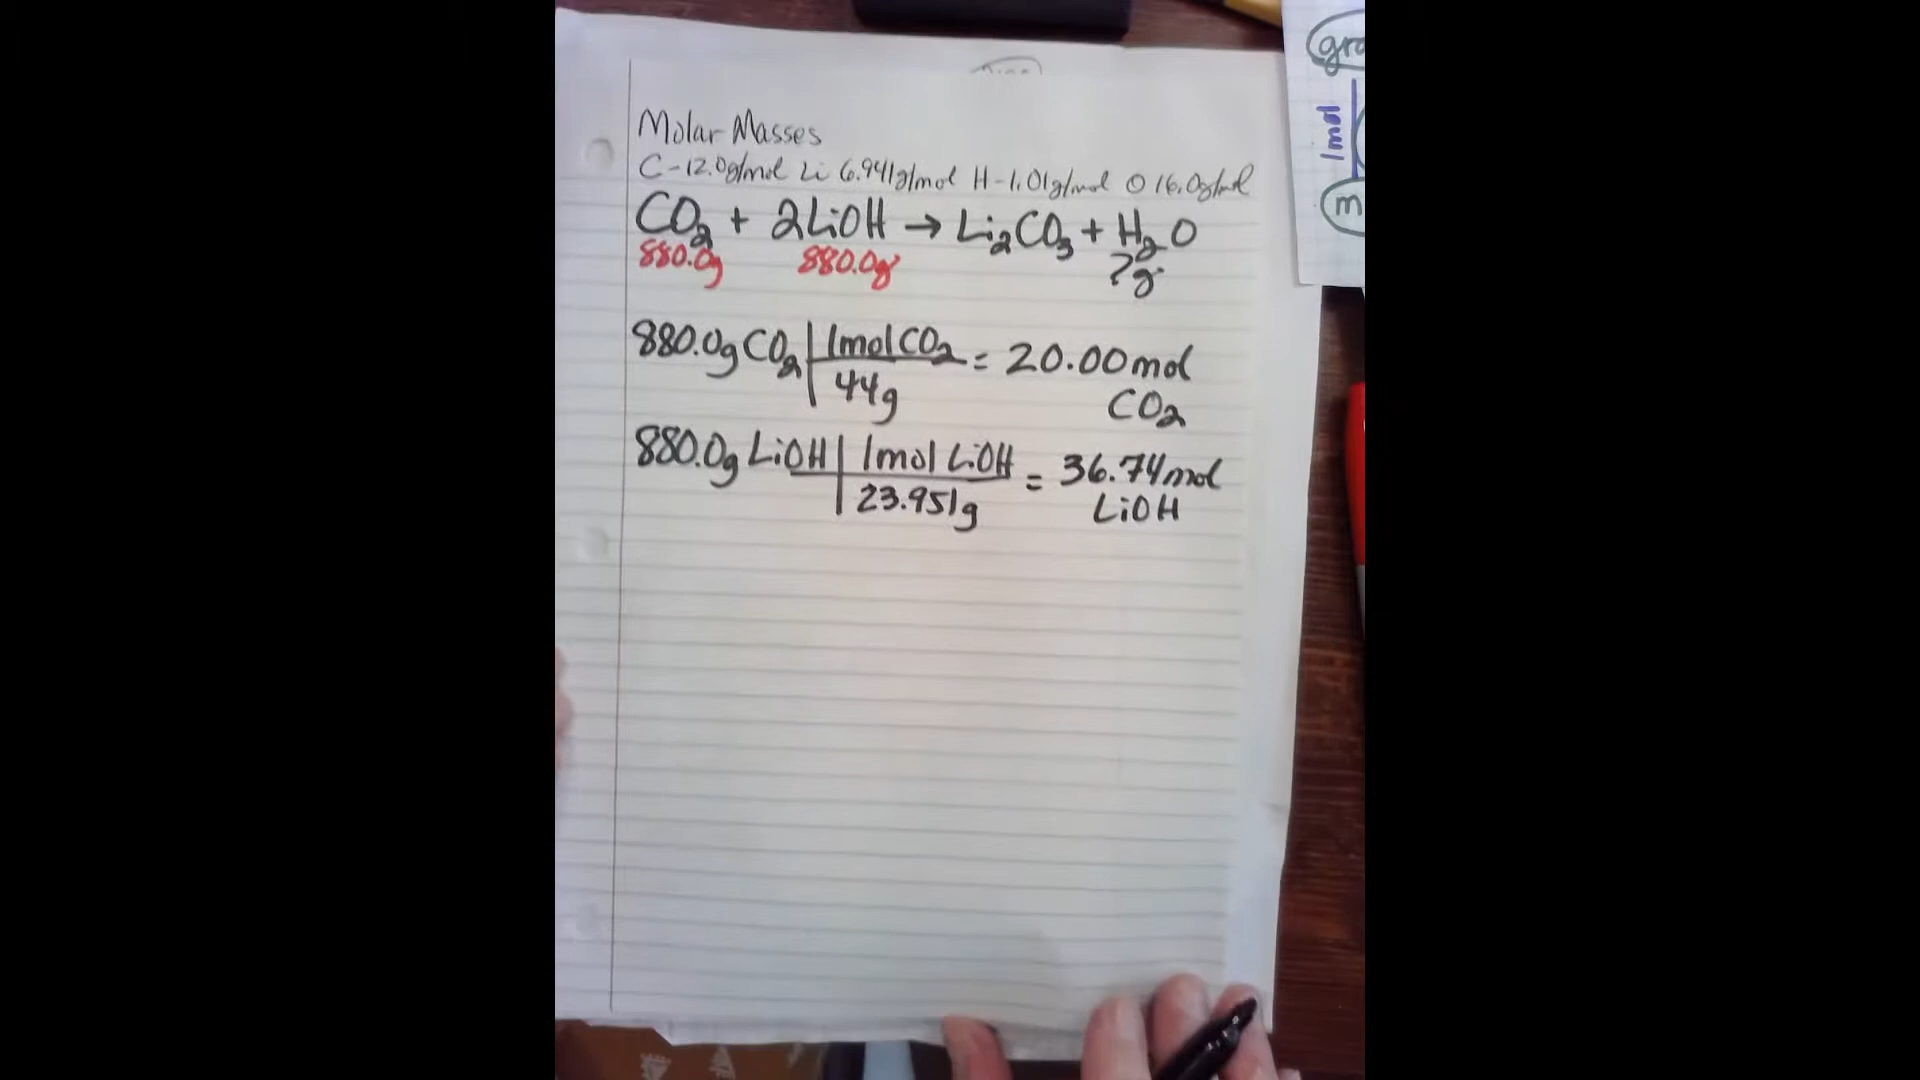 Molar Masses
C-12.0g/mol Li 6.941g/mol H-1.01g/mol O 16.0g/mol
CO₂ + 2LiOH → Li₂CO₃ + H₂O
880.0g 880.0g ?g
880.0g CO₂ | 1mol CO₂ = 20.00 mol
44g CO₂
880.0g LiOH | 1mol LiOH = 36.74 mol
23.951g LiOH
1mol
m